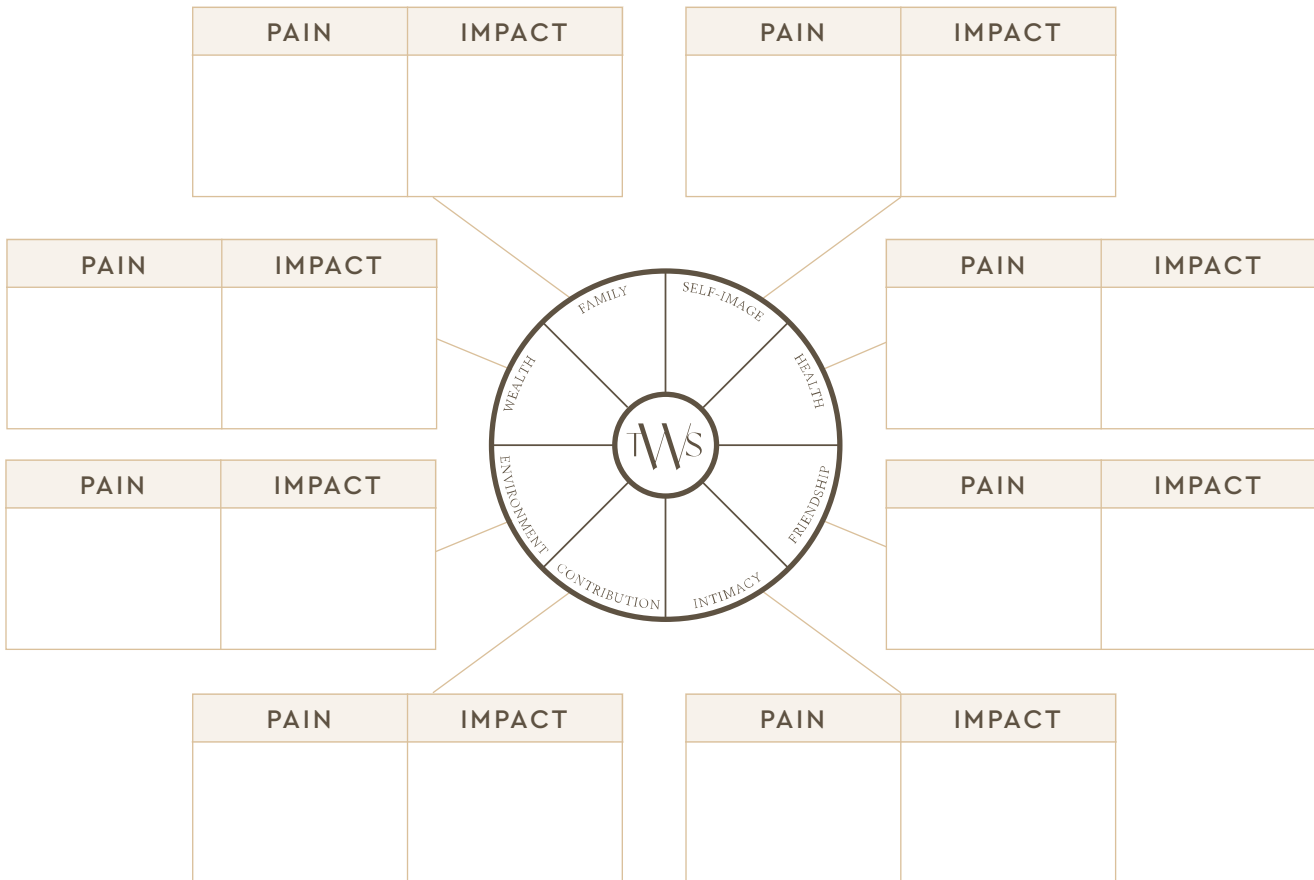 PAIN IMPACT
PAIN IMPACT
PAIN IMPACT
PAIN IMPACT
FAMILY
SELF-IMAGE
WEALTH
HEALTH
TWS
ENVIRONMENT
FRIENDSHIP
CONTRIBUTION
INTIMACY
PAIN IMPACT
PAIN IMPACT
PAIN IMPACT
PAIN IMPACT